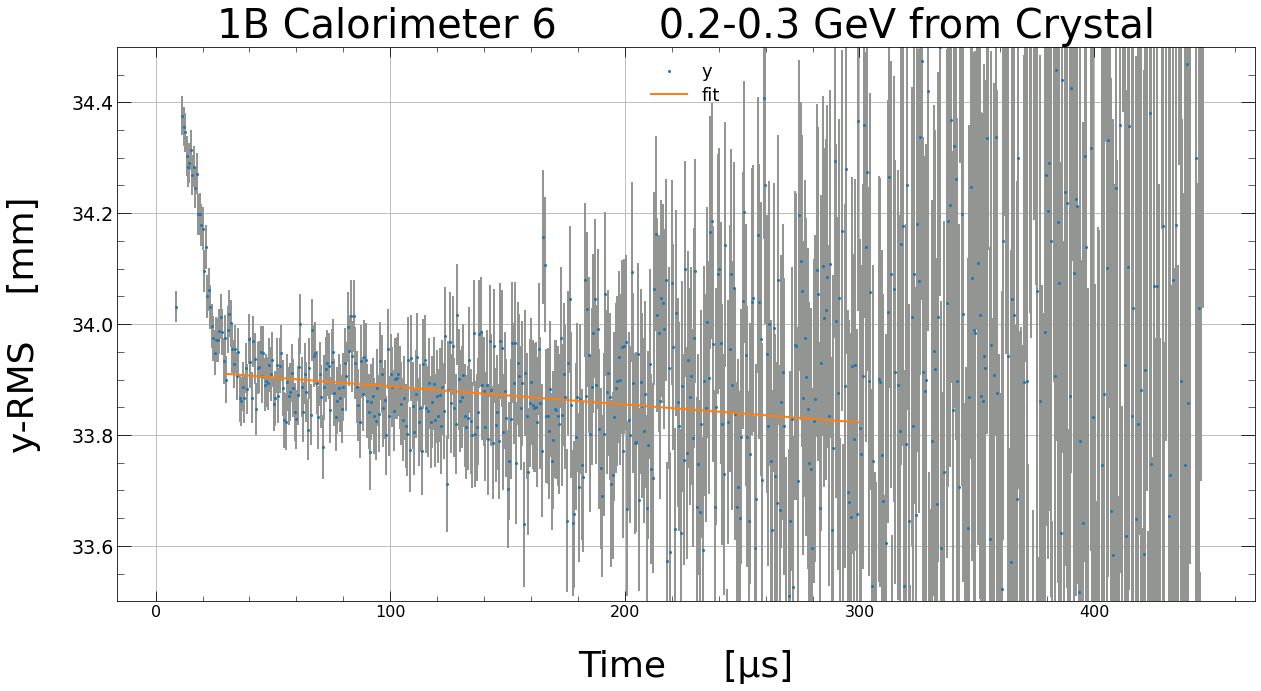 1B Calorimeter 6 0.2-0.3 GeV from Crystal
y
fit
y-RMS [mm]
34.4
34.2
34.0
33.8
33.6
0 100 200 300 400
Time [µs]